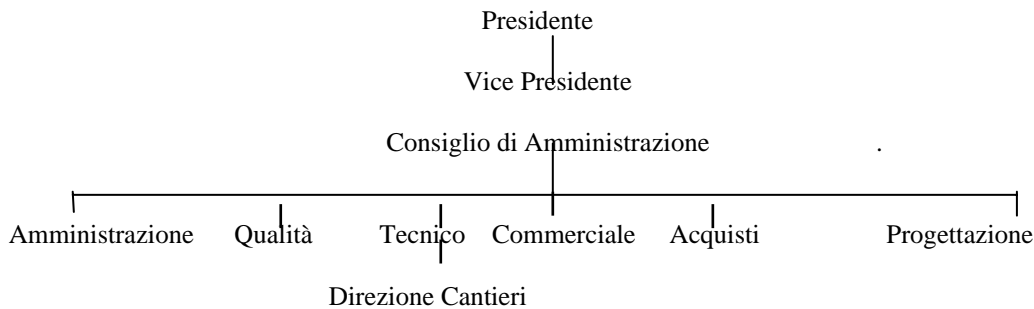 Presidente
Vice Presidente
Consiglio di Amministrazione .
Amministrazione Qualità Tecnico Commerciale Acquisti Progettazione
Direzione Cantieri